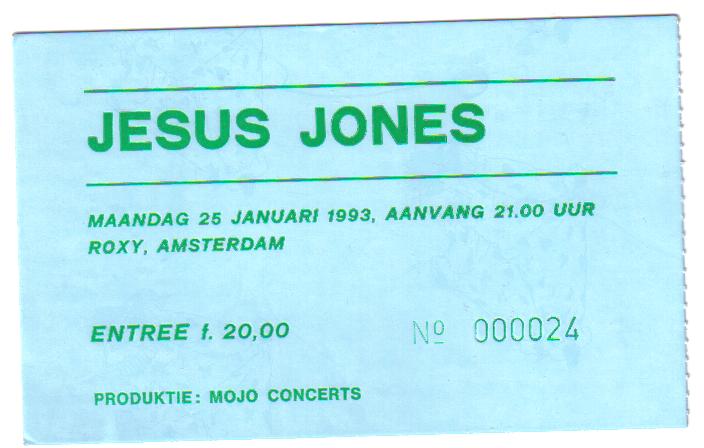 JESUS JONES
MAANDAG 25 JANUARI 1993, AANVANG 21.00 UUR
ROXY, AMSTERDAM
ENTREE f. 20,00
Nº 000024
PRODUKTIE: MOJO CONCERTS